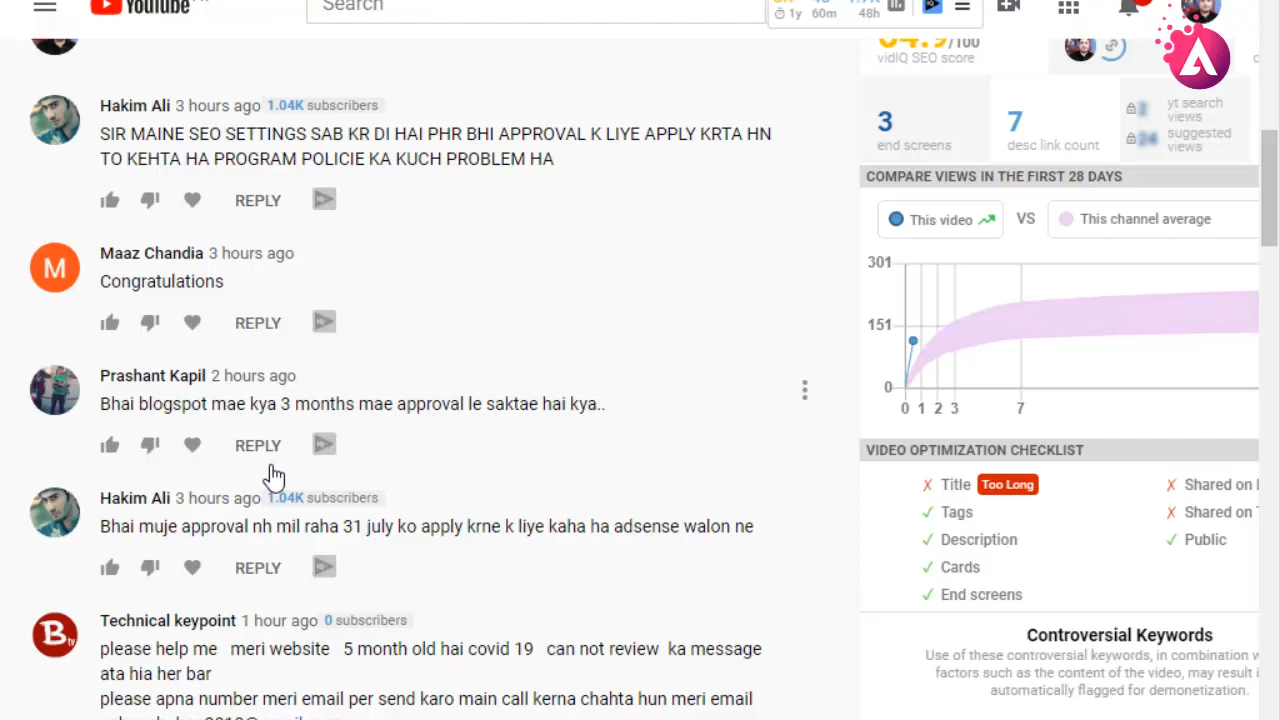 YouTube
Search
1y 60m 48h
/100
vidIQ SEO score
Hakim Ali 3 hours ago 1.04K subscribers
SIR MAINE SEO SETTINGS SAB KR DI HAI PHR BHI APPROVAL K LIYE APPLY KRTA HN
TO KEHTA HA PROGRAM POLICIE KA KUCH PROBLEM HA
REPLY
Maaz Chandia 3 hours ago
Congratulations
REPLY
Prashant Kapil 2 hours ago
Bhai blogspot mae kya 3 months mae approval le saktae hai kya..
REPLY
Hakim Ali 3 hours ago 1.04K subscribers
Bhai muje approval nh mil raha 31 july ko apply krne k liye kaha ha adsense walon ne
REPLY
Technical keypoint 1 hour ago 0 subscribers
please help me meri website 5 month old hai covid 19 can not review ka message
ata hia her bar
please apna number meri email per send karo main call kerna chahta hun meri email
3
end screens
7
desc link count
yt search
views
suggested
views
COMPARE VIEWS IN THE FIRST 28 DAYS
This video VS This channel average
301
151
0
0 1 2 3 7
VIDEO OPTIMIZATION CHECKLIST
Title Too Long
Tags
Description
Cards
End screens
Shared on
Shared on
Public
Controversial Keywords
Use of these controversial keywords, in combination
factors such as the content of the video, may result
automatically flagged for demonetization.
M
B
A